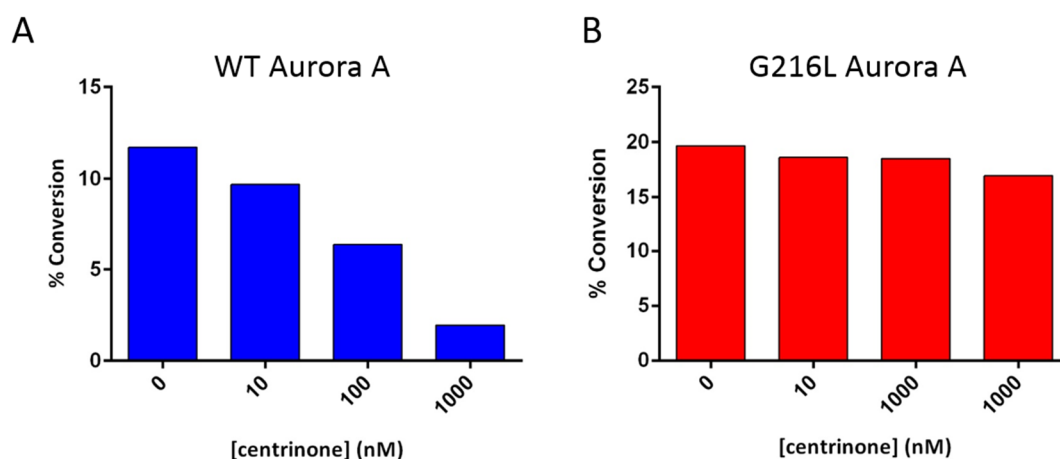 A
WT Aurora A
% Conversion
15
10
5
0
0
10
100
1000
[centrinone] (nM)
B
G216L Aurora A
% Conversion
25
20
15
10
5
0
0
10
1000
1000
[centrinone] (nM)